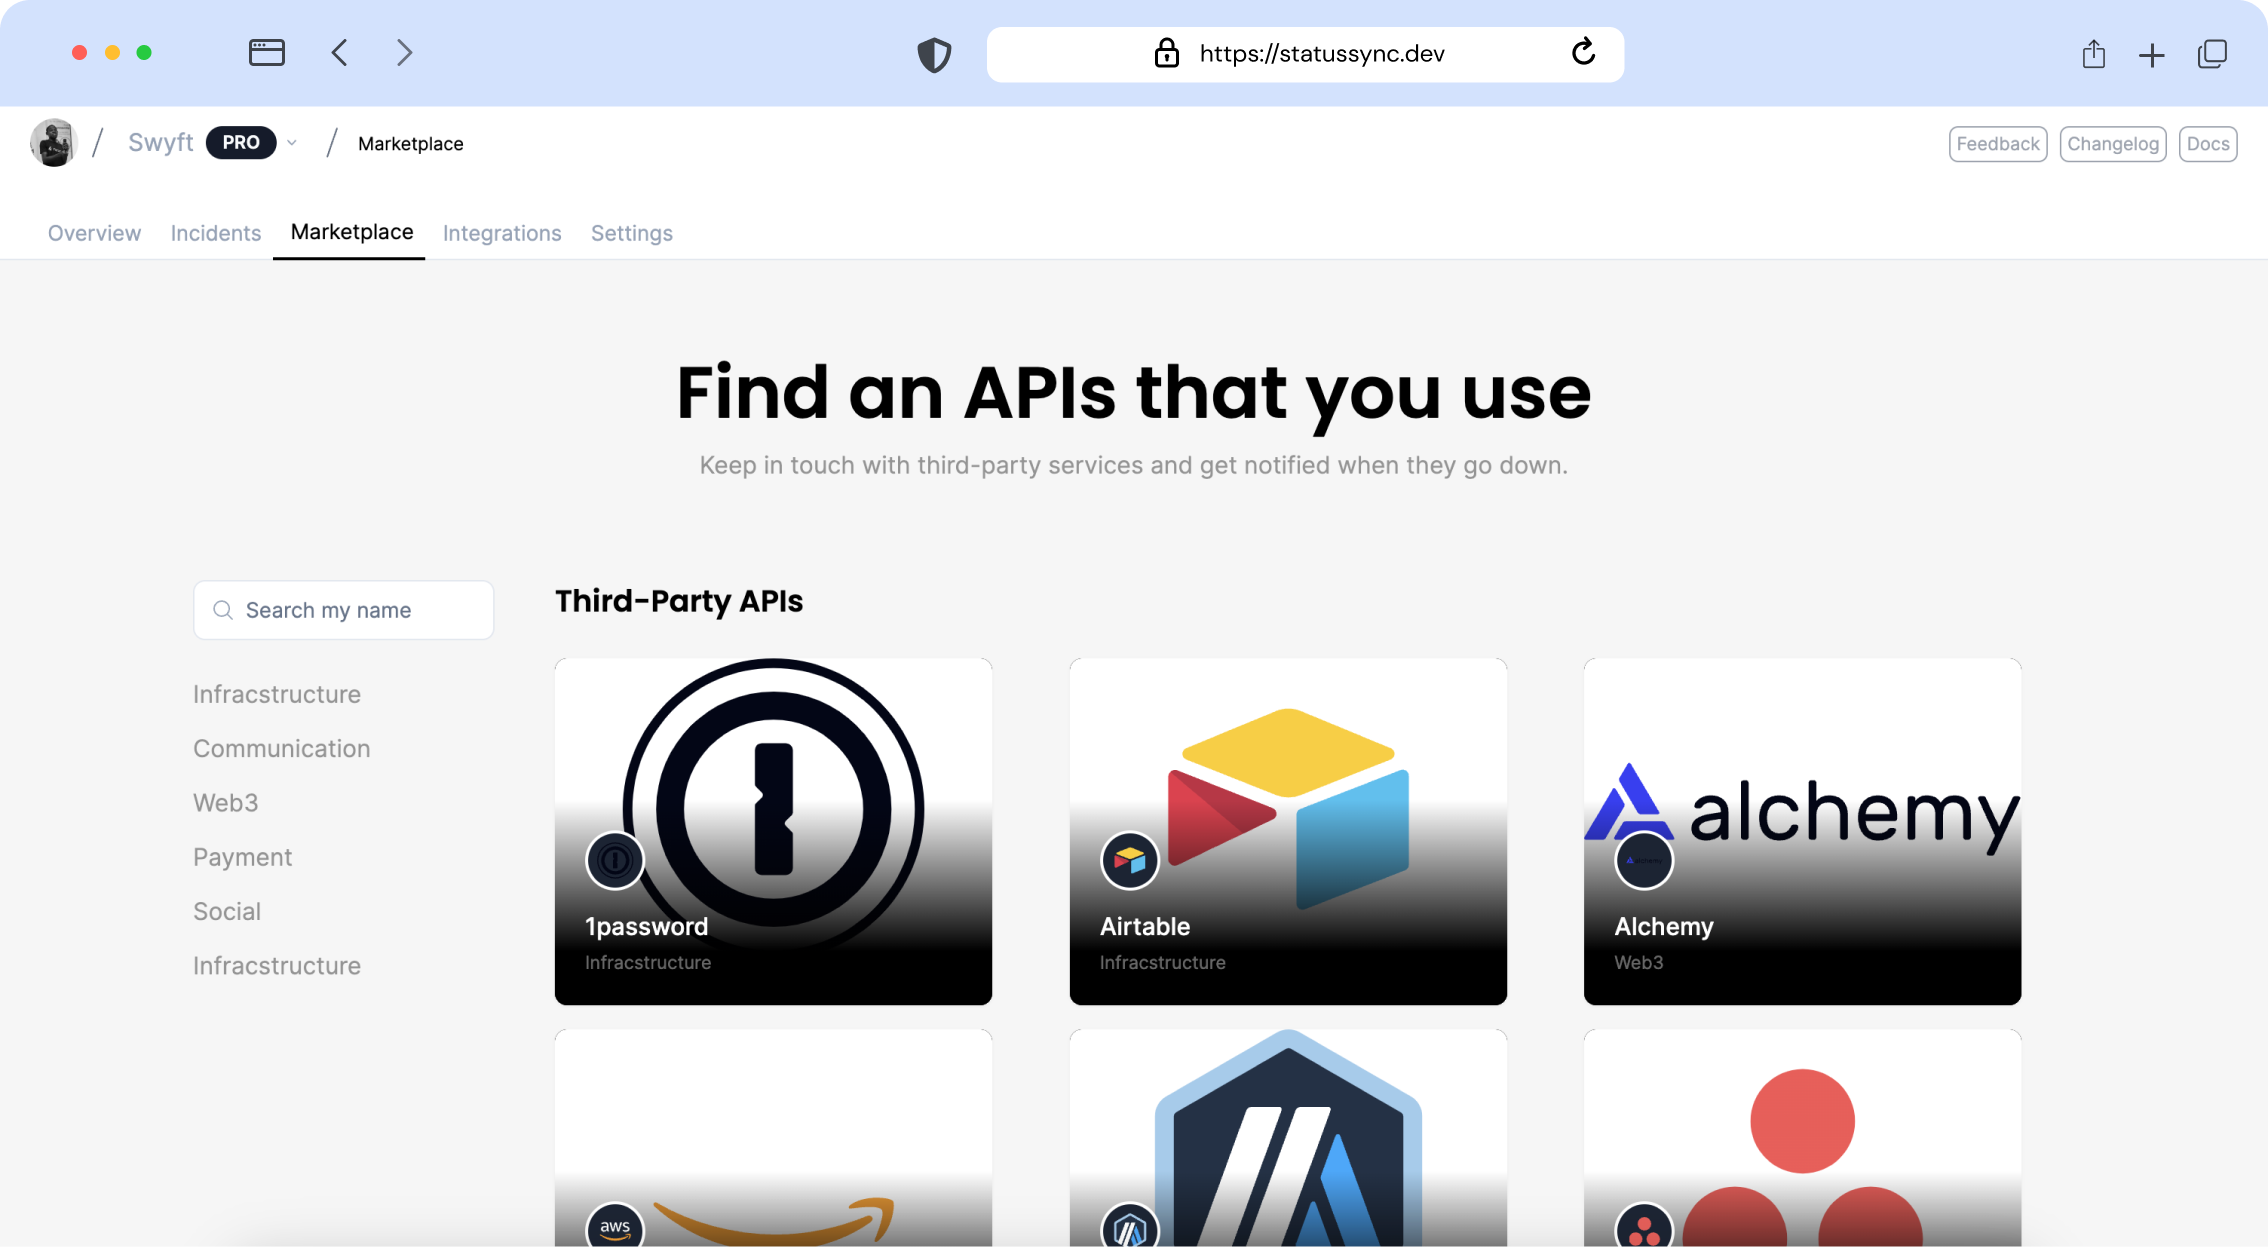 https://statussync.dev
Swyft PRO / Marketplace
Feedback Changelog Docs
Overview Incidents Marketplace Integrations Settings
Find an APIs that you use
Keep in touch with third-party services and get notified when they go down.
Search my name
Infracstructure
Communication
Web3
Payment
Social
Infracstructure
Third-Party APIs
1password
Infracstructure
Airtable
Infracstructure
alchemy
alchemy
Alchemy
Web3
aws